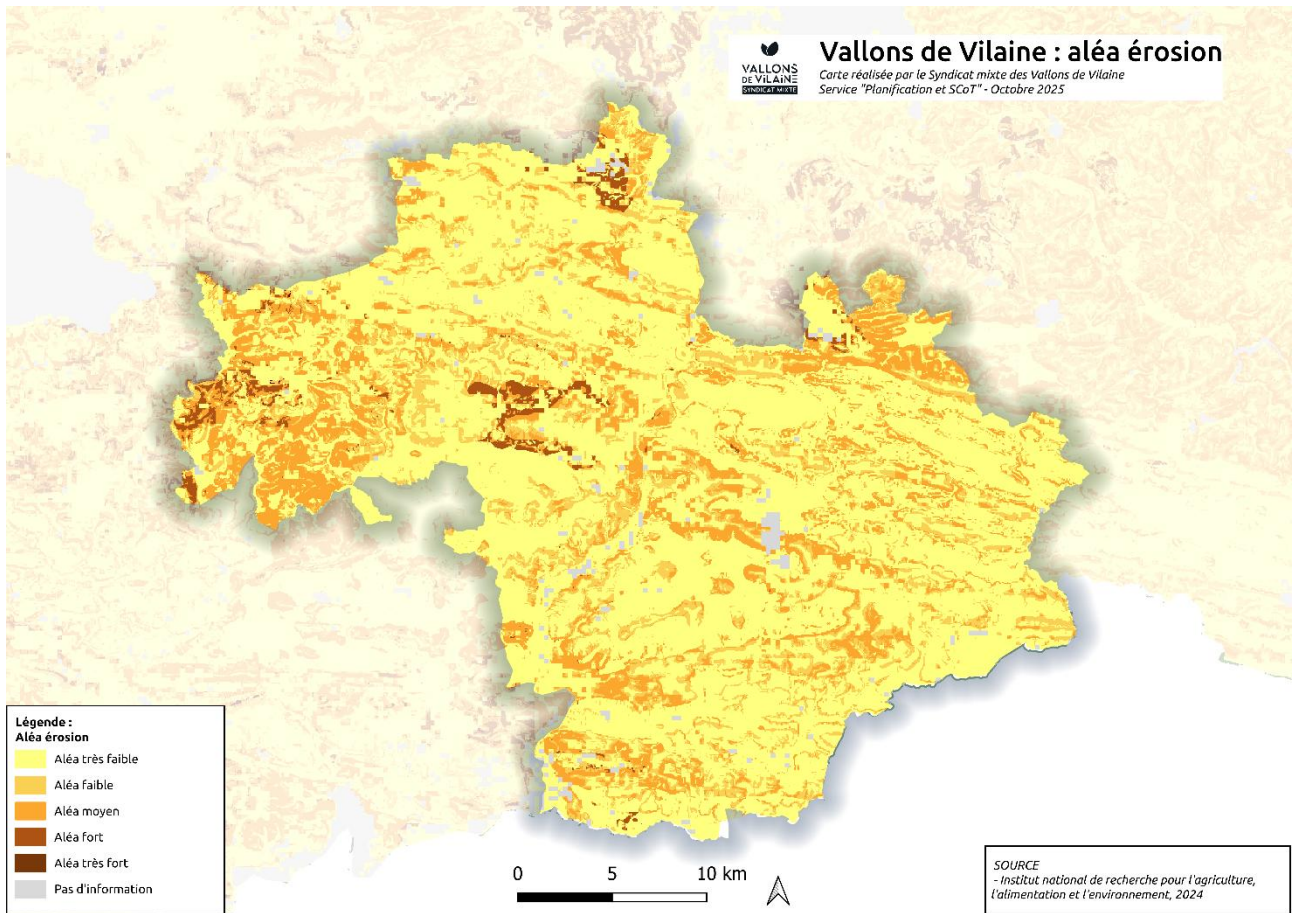 Vallons de Vilaine : aléa érosion
Carte réalisée par le Syndicat mixte des Vallons de Vilaine
Service "Planification et SCoT" - Octobre 2025
VALLONS
DE VILAINE
SYNDICAT MIXTE
Légende :
Aléa érosion
Aléa très faible
Aléa faible
Aléa moyen
Aléa fort
Aléa très fort
Pas d'information
0 5 10 km
SOURCE
- Institut national de recherche pour l'agriculture,
l'alimentation et l'environnement, 2024